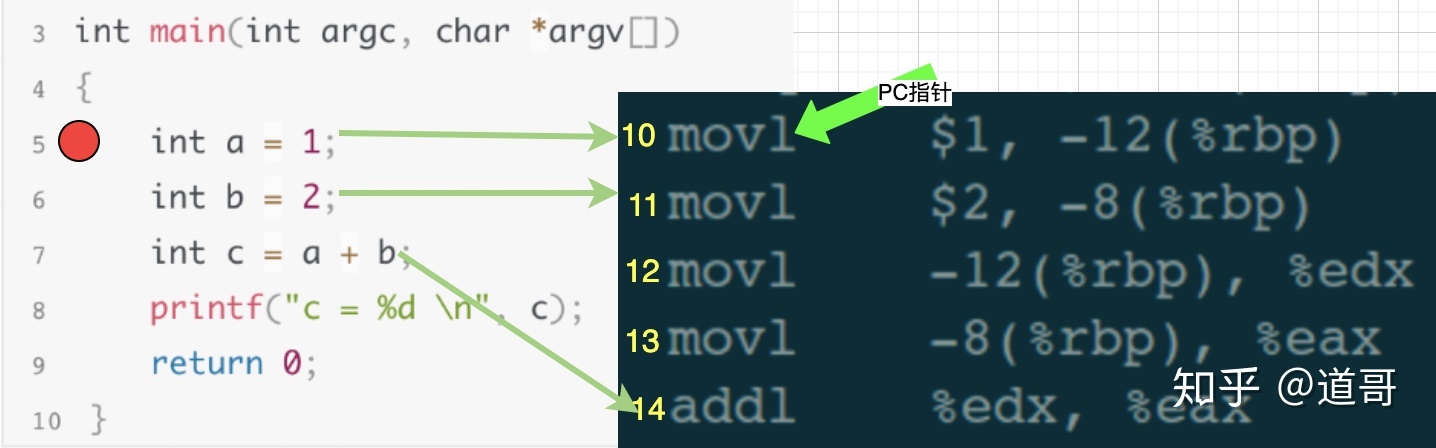 3 int main(int argc, char *argv[])
4 {
5 int a = 1;
6 int b = 2;
7 int c = a + b;
8 printf("c = %d \n", c);
9 return 0;
10 }
PC指针
10 movl $1, -12(%rbp)
11 movl $2, -8(%rbp)
12 movl -12(%rbp), %edx
13 movl -8(%rbp), %eax
14 addl %edx, %eax
知乎 @道哥